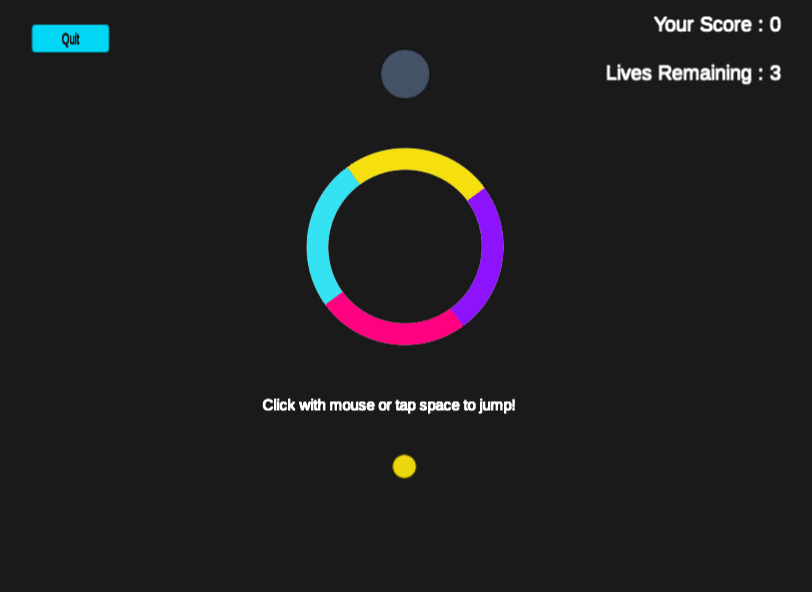 Quit
Your Score : 0
Lives Remaining : 3
Click with mouse or tap space to jump!